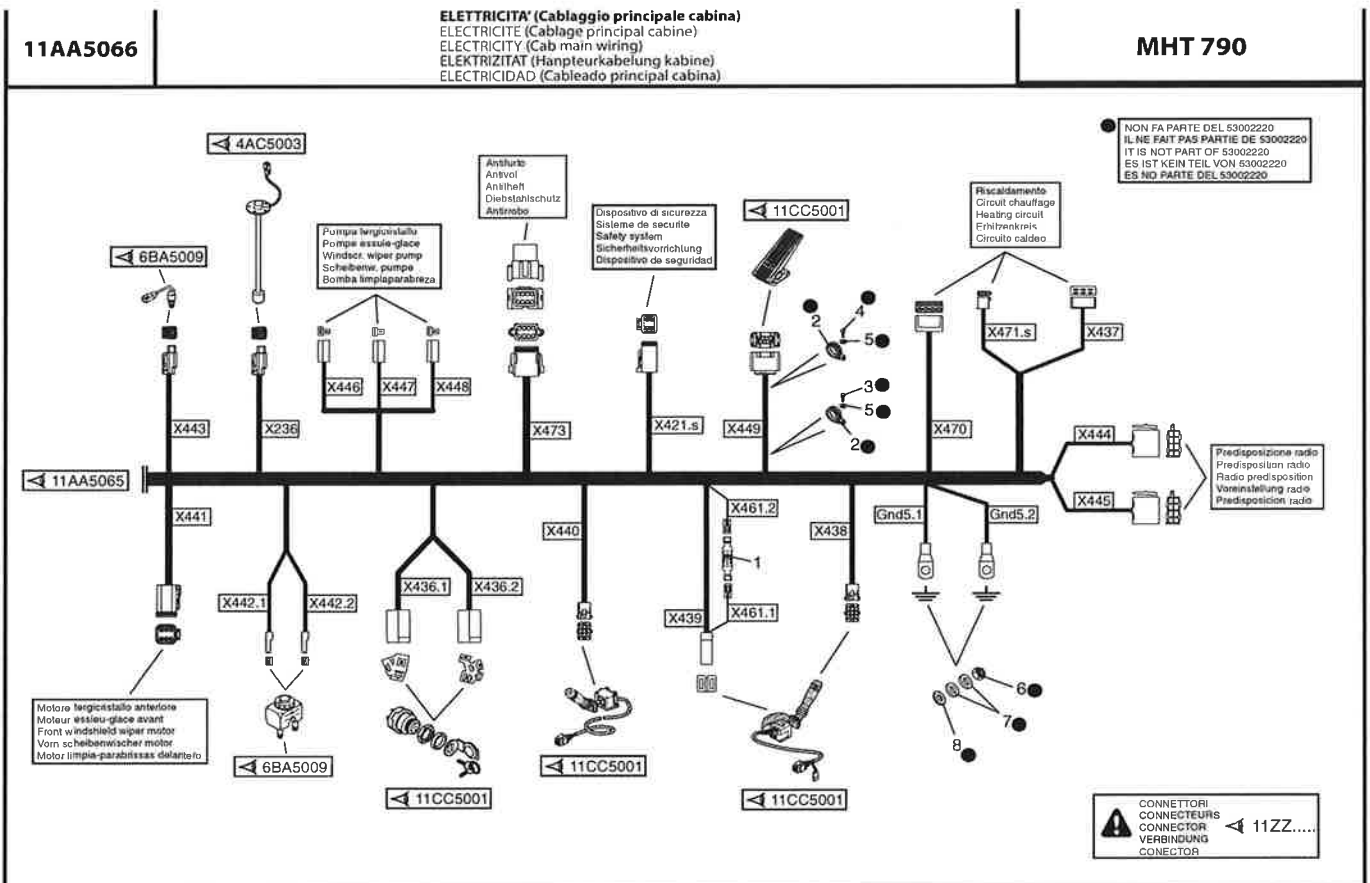 11AA5066
ELETTRICITA' (Cablaggio principale cabina)
ELECTRICITE (Cablage principal cabine)
ELECTRICITY (Cab main wiring)
ELEKTRIZITAT (Hanpteurkabelung kabine)
ELECTRICIDAD (Cableado principal cabina)
MHT 790
NON FA PARTE DEL 53002220
IL NE FAIT PAS PARTIE DE 53002220
IT IS NOT PART OF 53002220
ES IST KEIN TEIL VON 53002220
ES NO PARTE DEL 53002220
4AC5003
6BA5009
Pompa tergicristallo
Pompe essuie-glace
Windscr. wiper pump
Scheibenw. pumpe
Bomba limpiaparabreza
Antifurto
Antivol
Antitheft
Diebstahlschutz
Antirrobo
Dispositivo di sicurezza
Sisteme de securite
Safety system
Sicherheitsvorrichlung
Dispositivo de seguridad
11CC5001
Riscaldamento
Circuit chauffage
Heating circuit
Erhitzenkreis
Circuito caldeo
2
4
5
3
5
2
X446
X447
X448
X471.s
X437
X443
X236
X473
X421.s
X449
X470
X444
X445
Predisposizione radio
Predisposition radio
Radio predisposition
Voreinstellung radio
Predisposicion radio
11AA5065
X441
X440
X461.2
X438
Gnd5.1
Gnd5.2
1
X442.1
X442.2
X436.1
X436.2
X439
X461.1
6
7
8
Motore tergicristallo anteriore
Moteur essieu-glace avant
Front windshield wiper motor
Vorn scheibenwischer motor
Motor limpia-parabrissas delantefo
6BA5009
11CC5001
11CC5001
11CC5001
CONNETTORI
CONNECTEURS
CONNECTOR
VERBINDUNG
CONECTOR
11ZZ.....